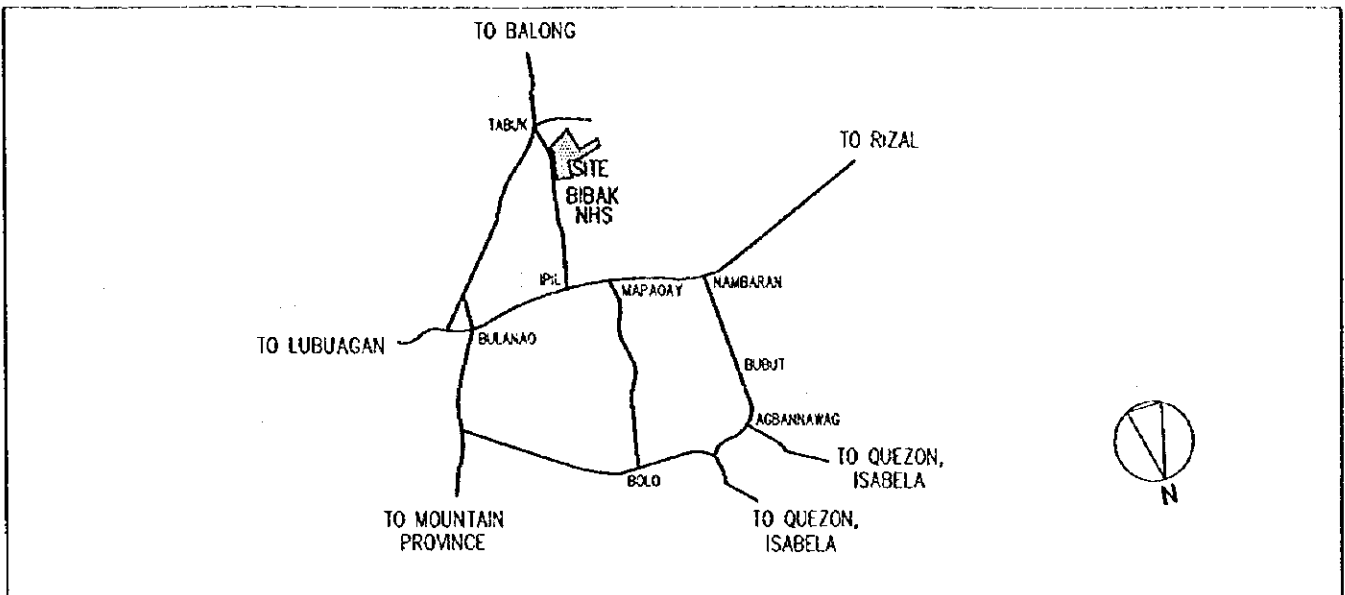 TO BALONG
TABUK
TO RIZAL
SITE
BIBAK
NHS
IPIL
MAPAOAY
NAMBARAN
TO LUBUAGAN
BULANAO
BUBUT
AGBANNAWAG
TO QUEZON,
ISABELA
BOLO
N
TO MOUNTAIN
PROVINCE
TO QUEZON,
ISABELA